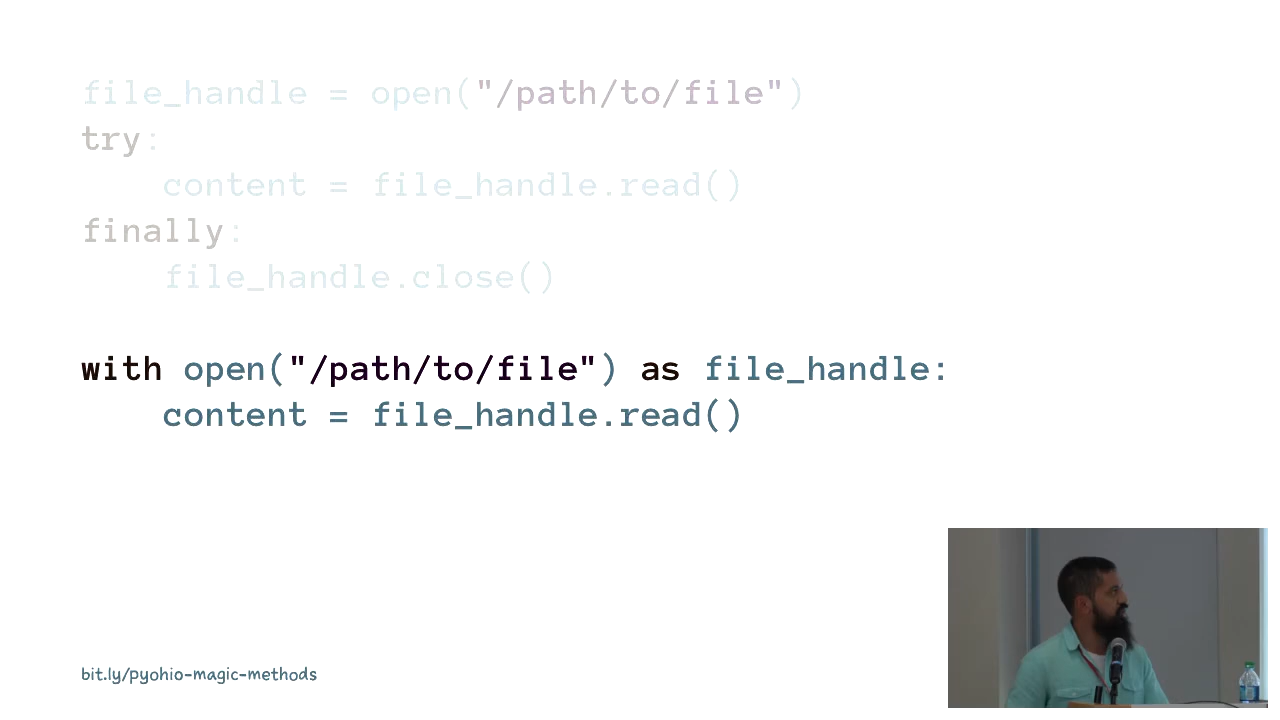 file_handle = open("/path/to/file")
try:
    content = file_handle.read()
finally:
    file_handle.close()
with open("/path/to/file") as file_handle:
    content = file_handle.read()
bit.ly/pyohio-magic-methods